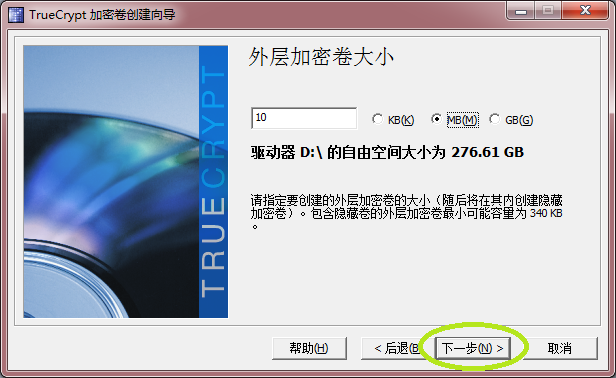 TrueCrypt 加密卷创建向导
TRUECRYPT
外层加密卷大小
10 KB(K) MB(M) GB(G)
驱动器 D:\ 的自由空间大小为 276.61 GB
请指定要创建的外层加密卷的大小（随后将在其内创建隐藏
加密卷）。包含隐藏卷的外层加密卷最小可能容量为 340 KB
。
帮助(H) < 后退(B 下一步(N) > 取消